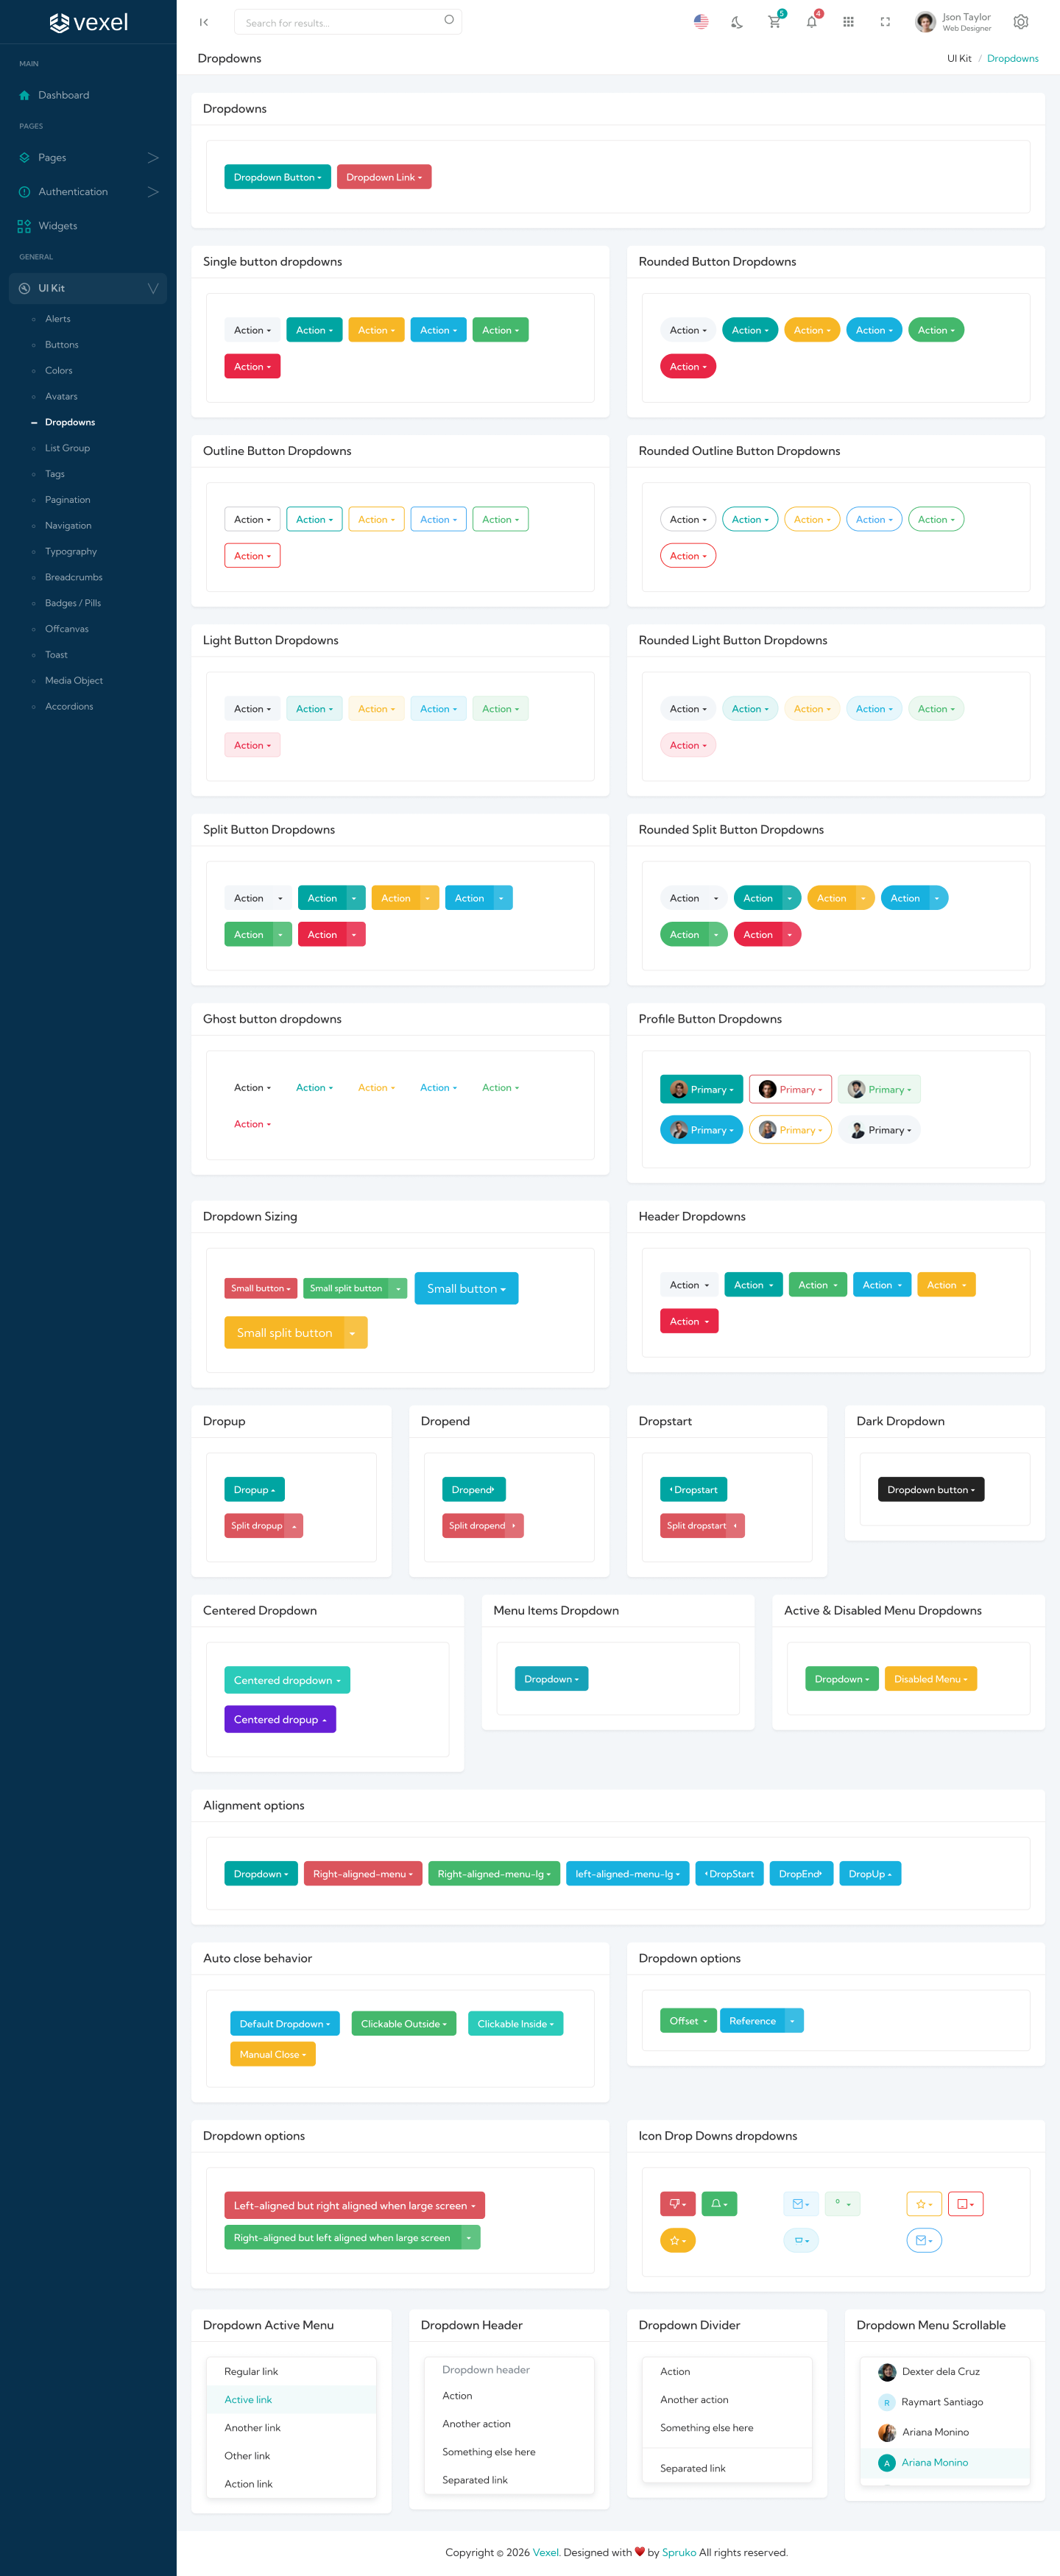 vexel
Search for results...
5
4
Json Taylor
Web Designer
Dropdowns
UI Kit / Dropdowns
MAIN
Dashboard
PAGES
Pages
Authentication
Widgets
GENERAL
UI Kit
Alerts
Buttons
Colors
Avatars
Dropdowns
List Group
Tags
Pagination
Navigation
Typography
Breadcrumbs
Badges / Pills
Offcanvas
Toast
Media Object
Accordions
Dropdowns
Dropdown Button Dropdown Link
Single button dropdowns
Action Action Action Action Action
Action
Rounded Button Dropdowns
Action Action Action Action Action
Action
Outline Button Dropdowns
Action Action Action Action Action
Action
Rounded Outline Button Dropdowns
Action Action Action Action Action
Action
Light Button Dropdowns
Action Action Action Action Action
Action
Rounded Light Button Dropdowns
Action Action Action Action Action
Action
Split Button Dropdowns
Action Action Action Action
Action Action
Rounded Split Button Dropdowns
Action Action Action Action
Action Action
Ghost button dropdowns
Action Action Action Action Action
Action
Profile Button Dropdowns
Primary Primary Primary
Primary Primary Primary
Dropdown Sizing
Small button Small split button Small button
Small split button
Header Dropdowns
Action Action Action Action Action
Action
Dropup
Dropup
Split dropup
Dropend
Dropend
Split dropend
Dropstart
Dropstart
Split dropstart
Dark Dropdown
Dropdown button
Centered Dropdown
Centered dropdown
Centered dropup
Menu Items Dropdown
Dropdown
Active & Disabled Menu Dropdowns
Dropdown Disabled Menu
Alignment options
Dropdown Right-aligned-menu Right-aligned-menu-lg left-aligned-menu-lg DropStart DropEnd DropUp
Auto close behavior
Default Dropdown Clickable Outside Clickable Inside
Manual Close
Dropdown options
Offset Reference
Dropdown options
Left-aligned but right aligned when large screen
Right-aligned but left aligned when large screen
Icon Drop Downs dropdowns
Dropdown Active Menu
Regular link
Active link
Another link
Other link
Action link
Dropdown Header
Dropdown header
Action
Another action
Something else here
Separated link
Dropdown Divider
Action
Another action
Something else here
Separated link
Dropdown Menu Scrollable
Dexter dela Cruz
R Raymart Santiago
Ariana Monino
A Ariana Monino
Copyright © 2026 Vexel. Designed with ❤ by Spruko All rights reserved.